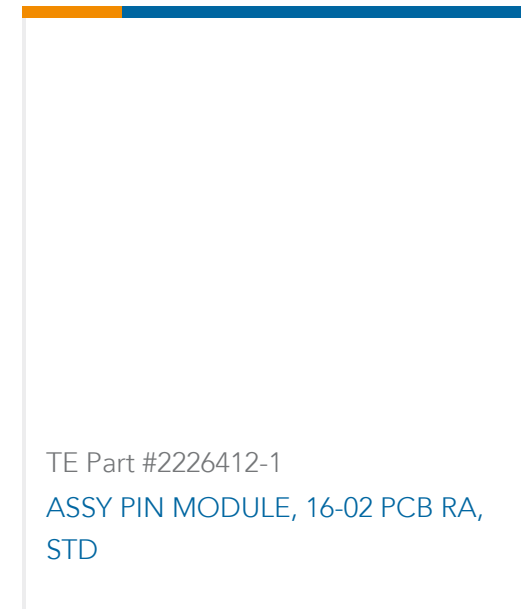 TE Part #2226412-1
ASSY PIN MODULE, 16-02 PCB RA,
STD